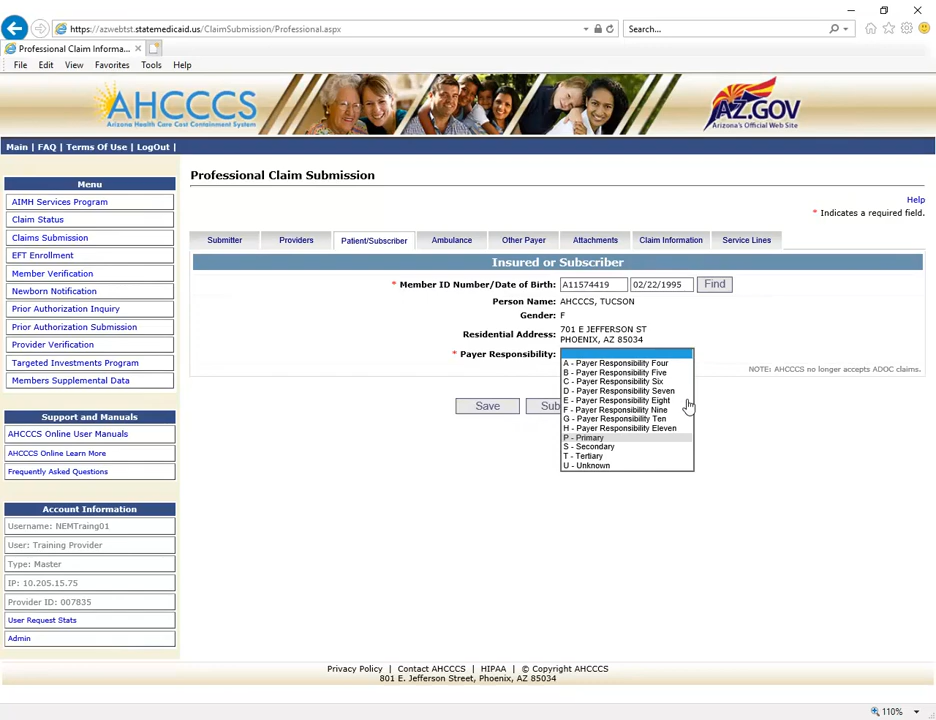 https://azwebtst.statemedicaid.us/ClaimSubmission/Professional.aspx
Search...
Professional Claim Informa...
File Edit View Favorites Tools Help
AHCCCS
Arizona Health Care Cost Containment System
AZ.GOV
Arizona's Official Web Site
Main | FAQ | Terms Of Use | LogOut |
Menu
AIMH Services Program
Claim Status
Claims Submission
EFT Enrollment
Member Verification
Newborn Notification
Prior Authorization Inquiry
Prior Authorization Submission
Provider Verification
Targeted Investments Program
Members Supplemental Data
Support and Manuals
AHCCCS Online User Manuals
AHCCCS Online Learn More
Frequently Asked Questions
Account Information
Username: NEMTraing01
User: Training Provider
Type: Master
IP: 10.205.15.75
Provider ID: 007835
User Request Stats
Admin
Professional Claim Submission
Help
* Indicates a required field.
Submitter Providers Patient/Subscriber Ambulance Other Payer Attachments Claim Information Service Lines
Insured or Subscriber
* Member ID Number/Date of Birth: A11574419 02/22/1995 Find
Person Name: AHCCCS, TUCSON
Gender: F
Residential Address: 701 E JEFFERSON ST
PHOENIX, AZ 85034
* Payer Responsibility:
A - Payer Responsibility Four
B - Payer Responsibility Five
C - Payer Responsibility Six
D - Payer Responsibility Seven
E - Payer Responsibility Eight
F - Payer Responsibility Nine
G - Payer Responsibility Ten
H - Payer Responsibility Eleven
P - Primary
S - Secondary
T - Tertiary
U - Unknown
NOTE: AHCCCS no longer accepts ADOC claims.
Save Sub
Privacy Policy | Contact AHCCCS | HIPAA | © Copyright AHCCCS
801 E. Jefferson Street, Phoenix, AZ 85034
110%